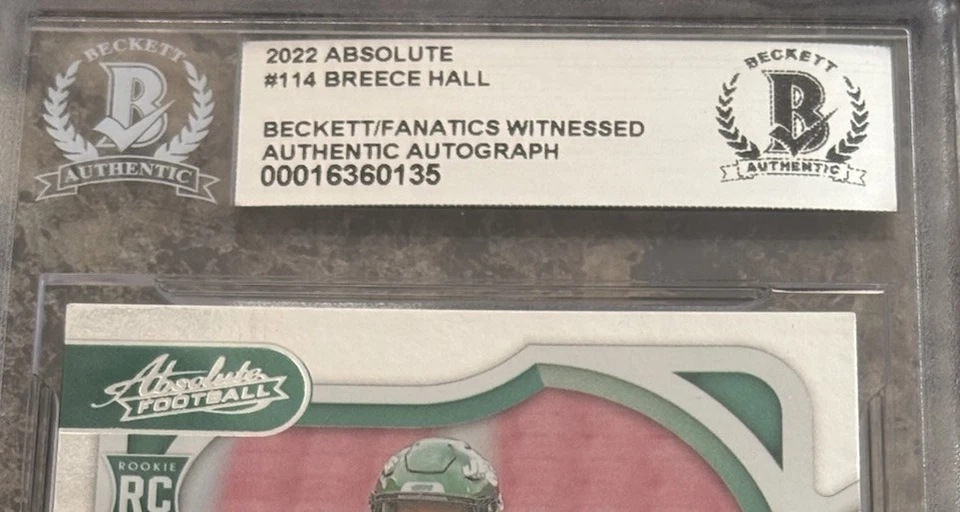 BECKETT
B
AUTHENTIC
2022 ABSOLUTE
#114 BREECE HALL
BECKETT/FANATICS WITNESSED
AUTHENTIC AUTOGRAPH
00016360135
BECKETT
B
AUTHENTIC
Absolute
FOOTBALL
ROOKIE
RC